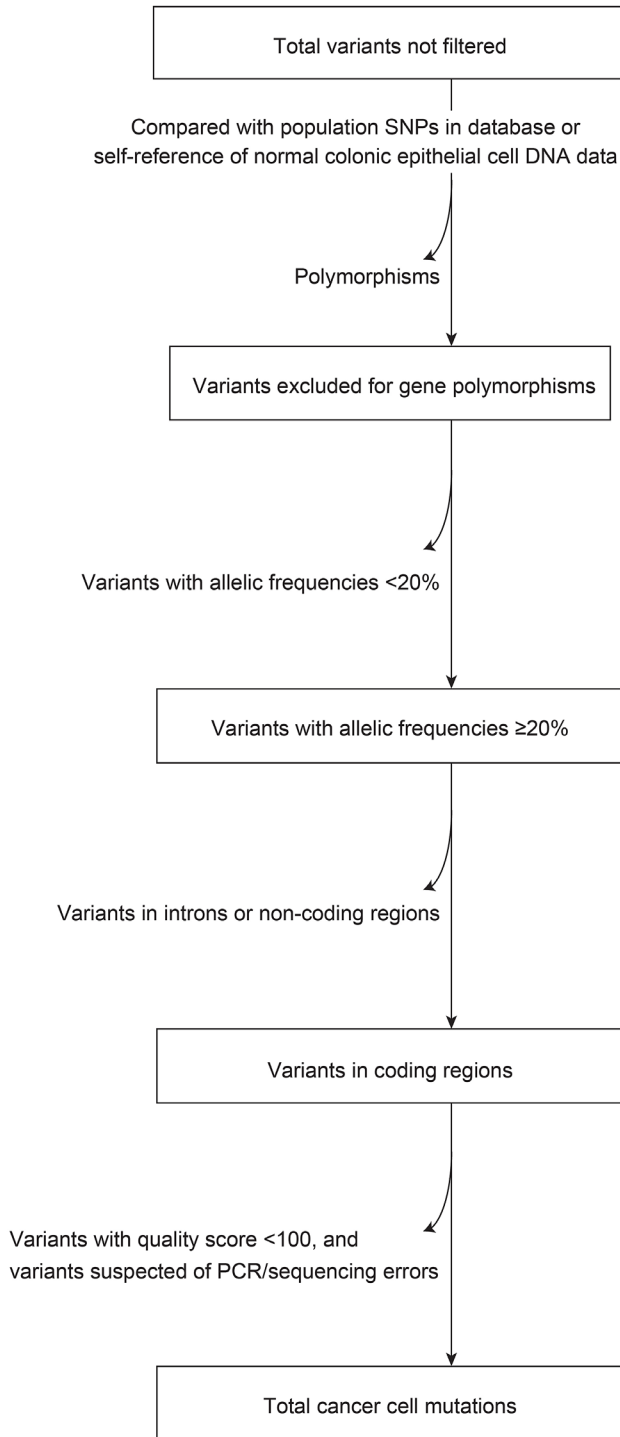 Total variants not filtered
Compared with population SNPs in database or
self-reference of normal colonic epithelial cell DNA data
Polymorphisms
Variants excluded for gene polymorphisms
Variants with allelic frequencies <20%
Variants with allelic frequencies ≥20%
Variants in introns or non-coding regions
Variants in coding regions
Variants with quality score <100, and
variants suspected of PCR/sequencing errors
Total cancer cell mutations